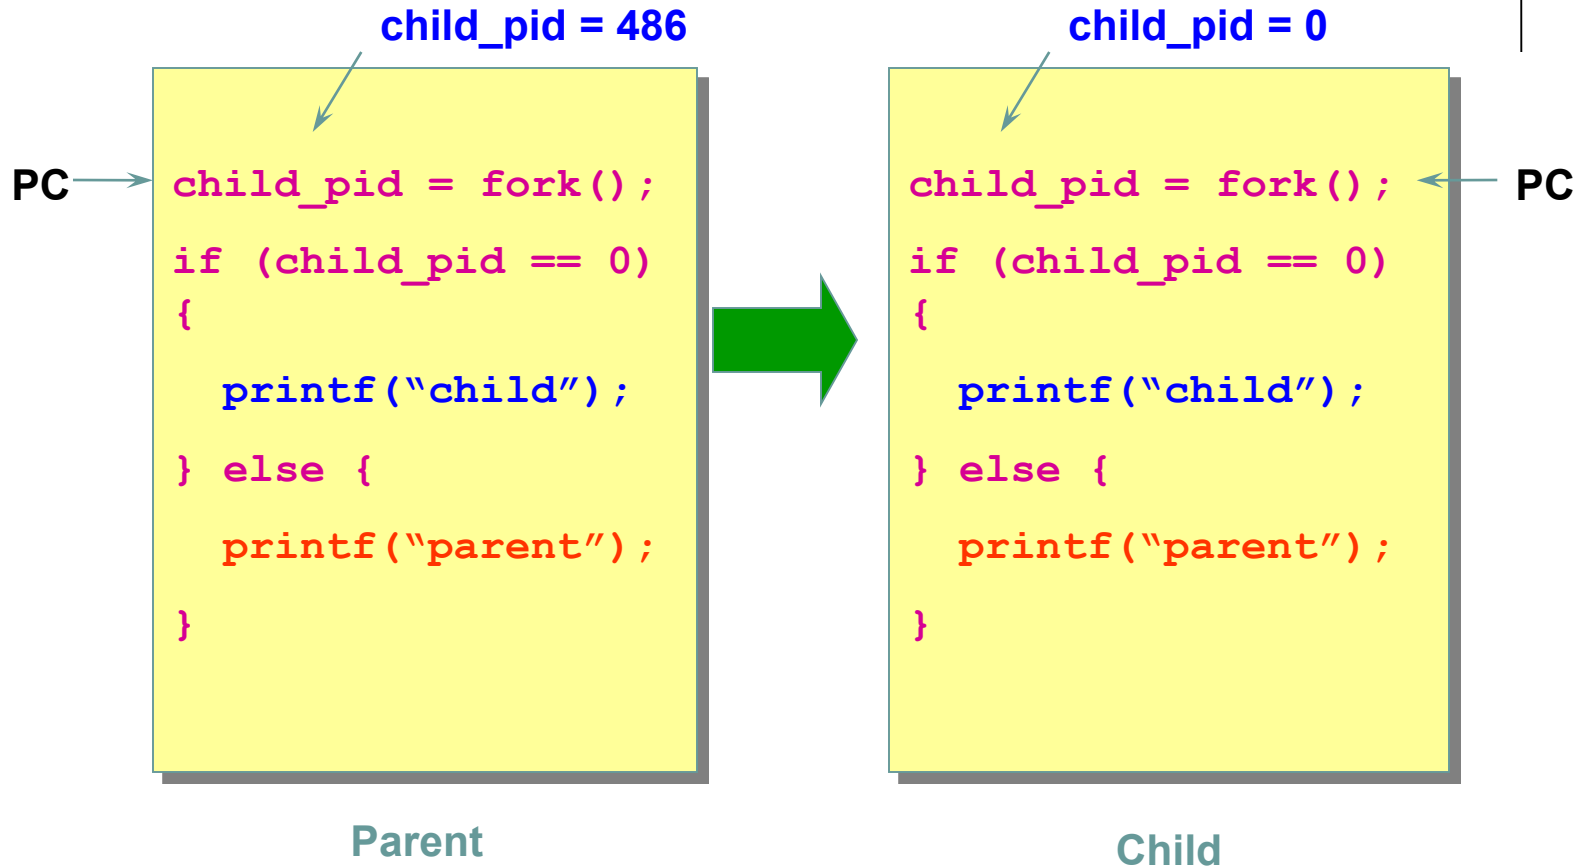 child_pid = 486
PC
child_pid = fork();
if (child_pid == 0)
{
printf(“child”);
} else {
printf(“parent”);
}
Parent
child_pid = 0
child_pid = fork();
PC
if (child_pid == 0)
{
printf(“child”);
} else {
printf(“parent”);
}
Child